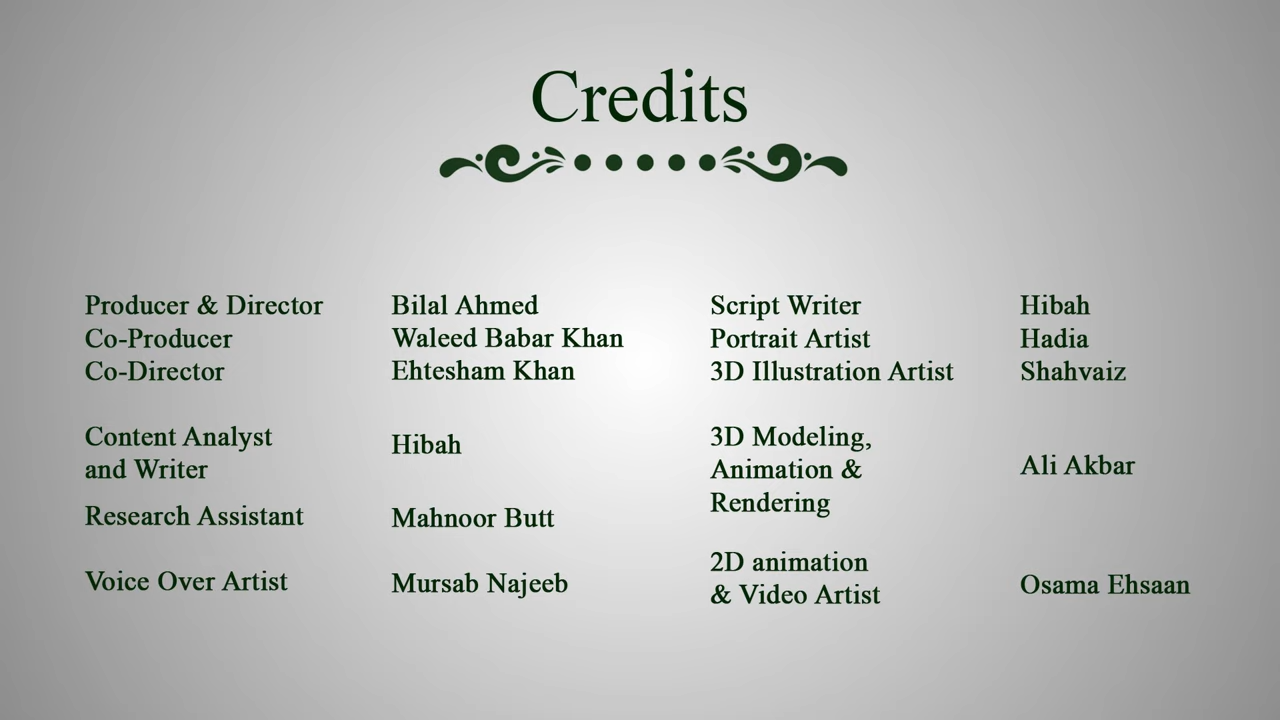 Credits
Producer & Director Bilal Ahmed
Co-Producer Waleed Babar Khan
Co-Director Ehtesham Khan
Content Analyst
and Writer
Hibah
Research Assistant Mahnoor Butt
Voice Over Artist Mursab Najeeb
Script Writer Hibah
Portrait Artist Hadia
3D Illustration Artist Shahvaiz
3D Modeling,
Animation &
Rendering
Ali Akbar
2D animation
& Video Artist
Osama Ehsaan